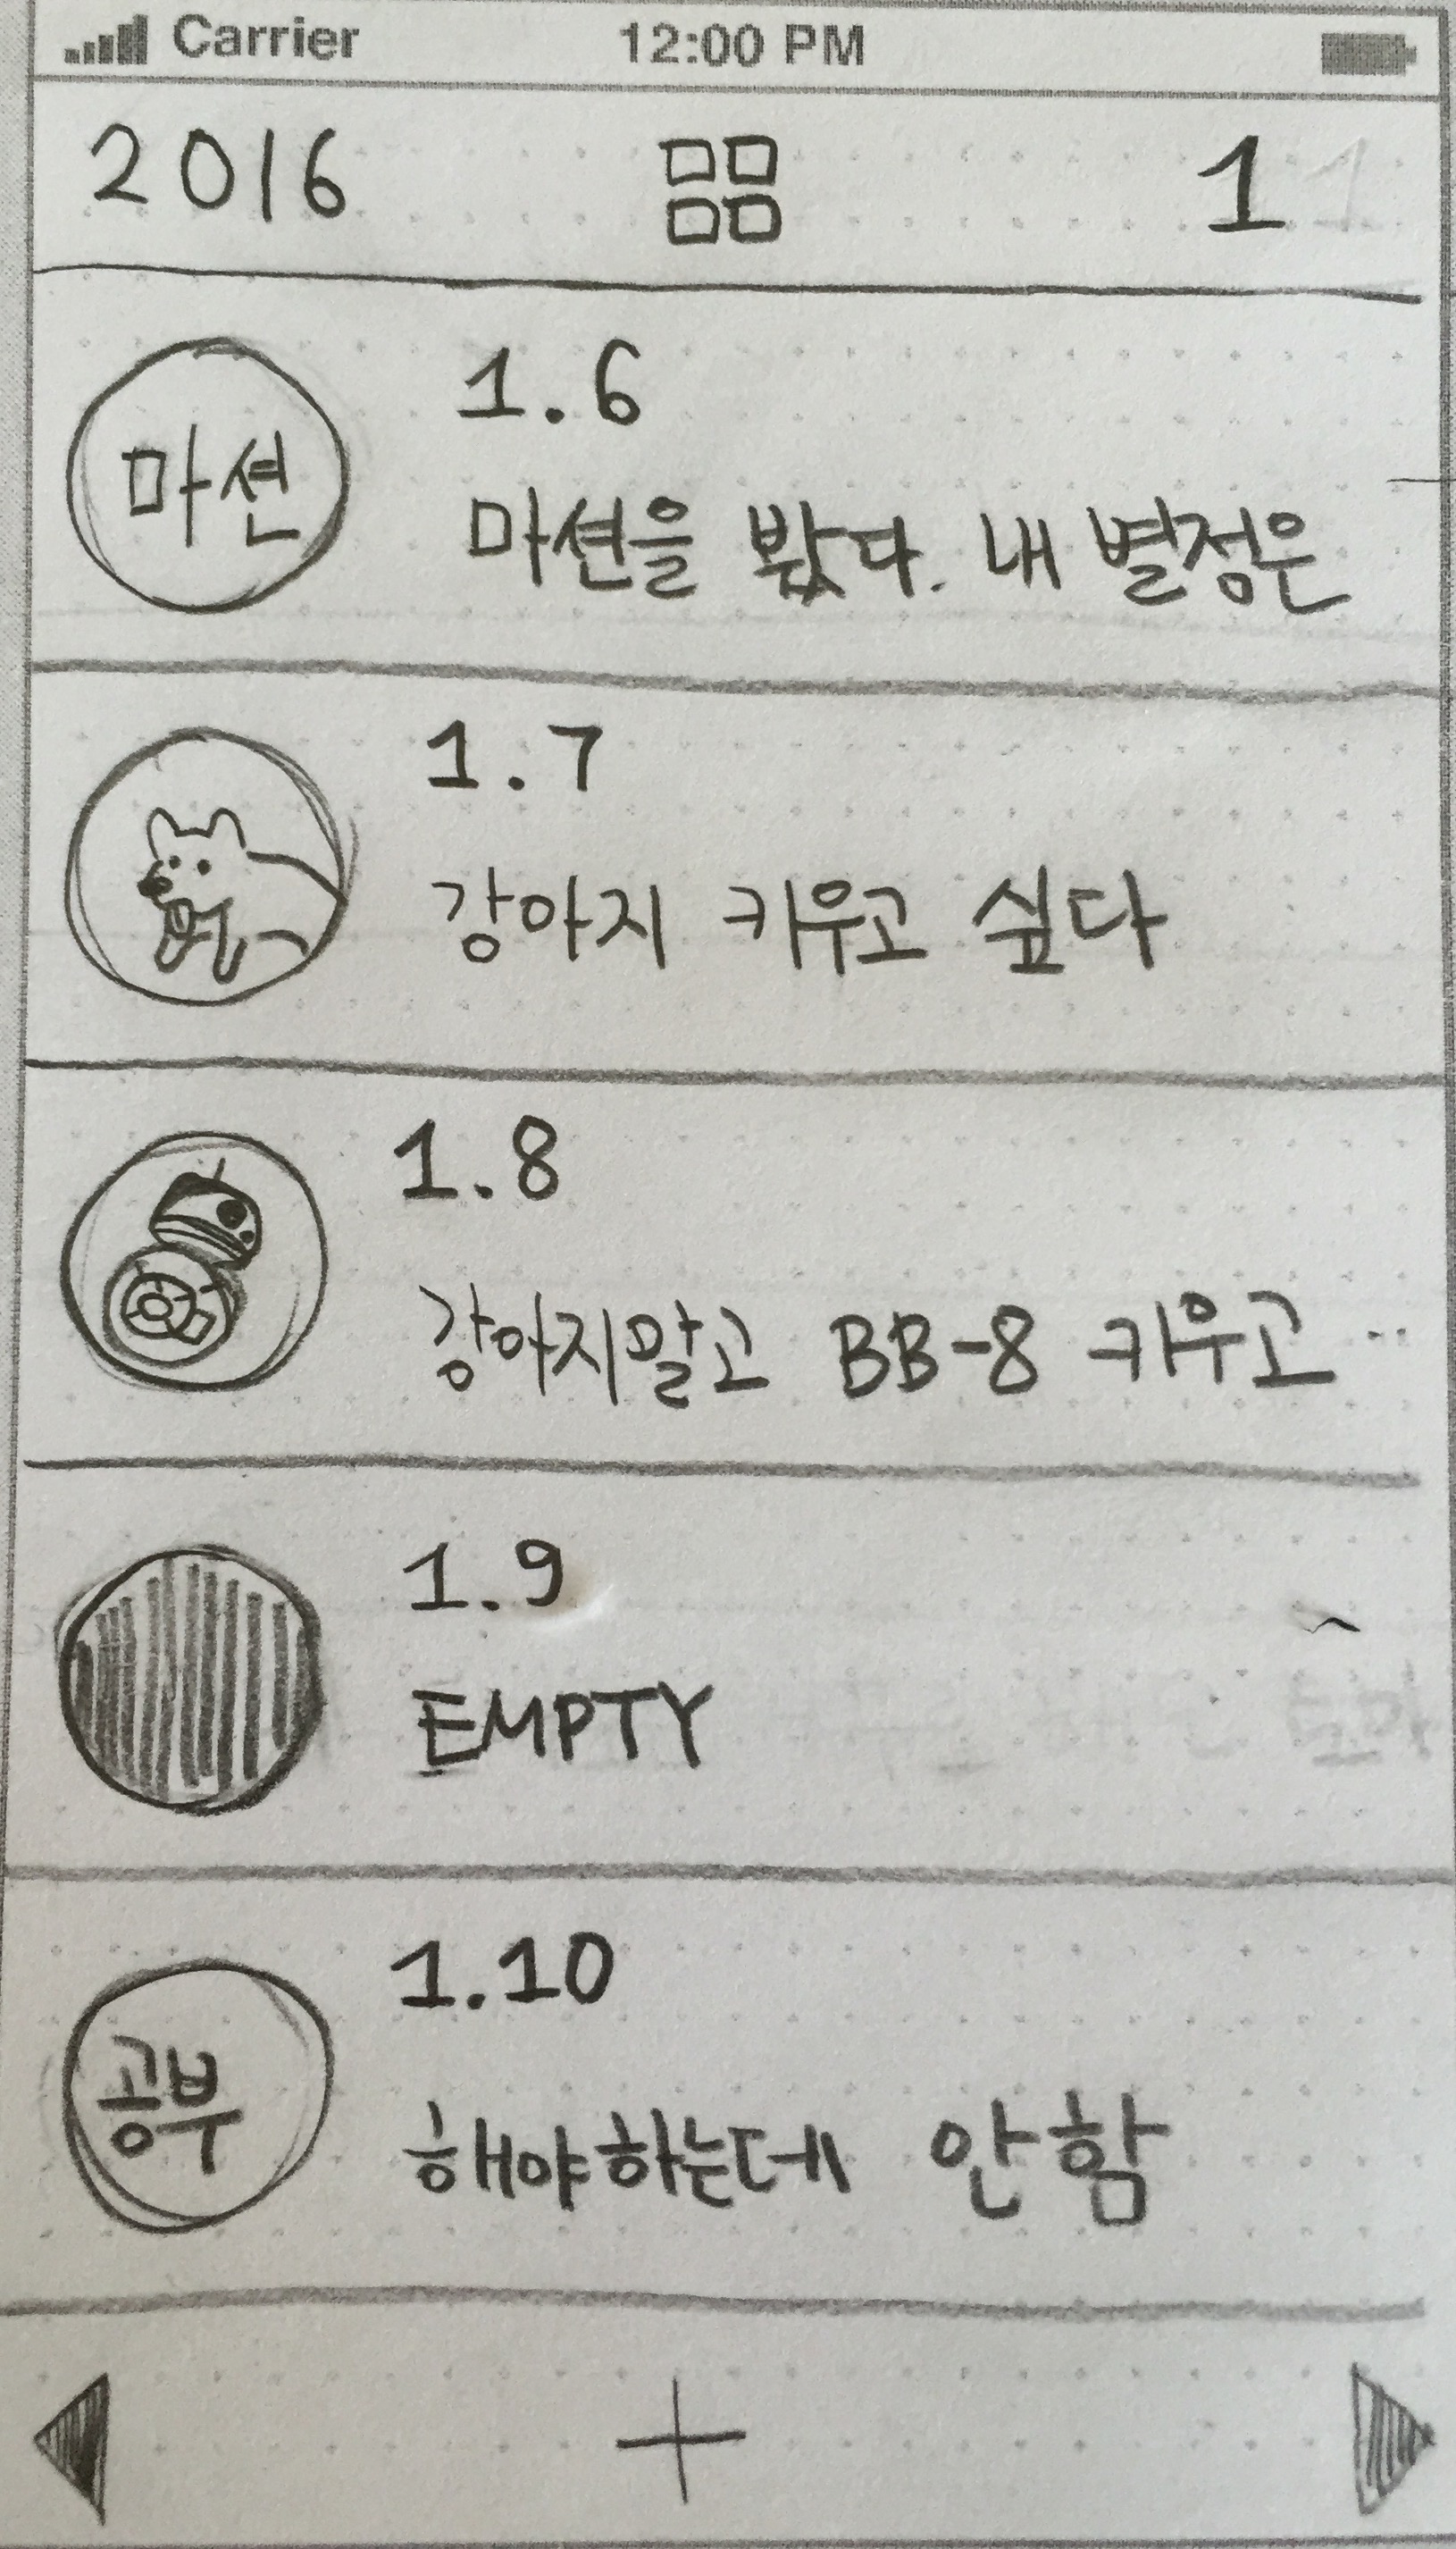 Carrier 12:00 PM
2016 1
마션
1.6
마션을 봤다. 내 별점은
1.7
강아지 키우고 싶다
1.8
강아지말고 BB-8 키우고 ..
1.9
EMPTY
공부
1.10
해야하는데 안함